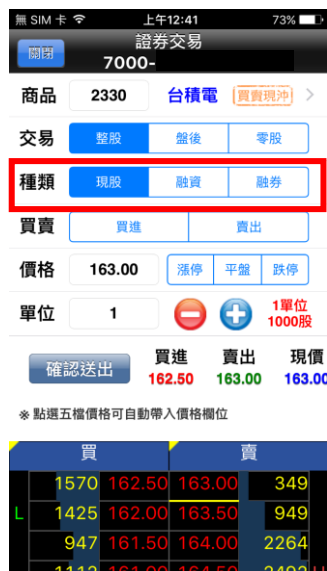 無 SIM 卡 上午12:41 73%
關閉 證券交易
7000-
商品 2330 台積電 買賣現沖
交易 整股 盤後 零股
種類 現股 融資 融券
買賣 買進 賣出
價格 163.00 漲停 平盤 跌停
單位 1 1單位
1000股
確認送出 買進 賣出 現價
162.50 163.00 163.00
※ 點選五檔價格可自動帶入價格欄位
買 賣
1570 162.50 163.00 349
L 1425 162.00 163.50 949
947 161.50 164.00 2264